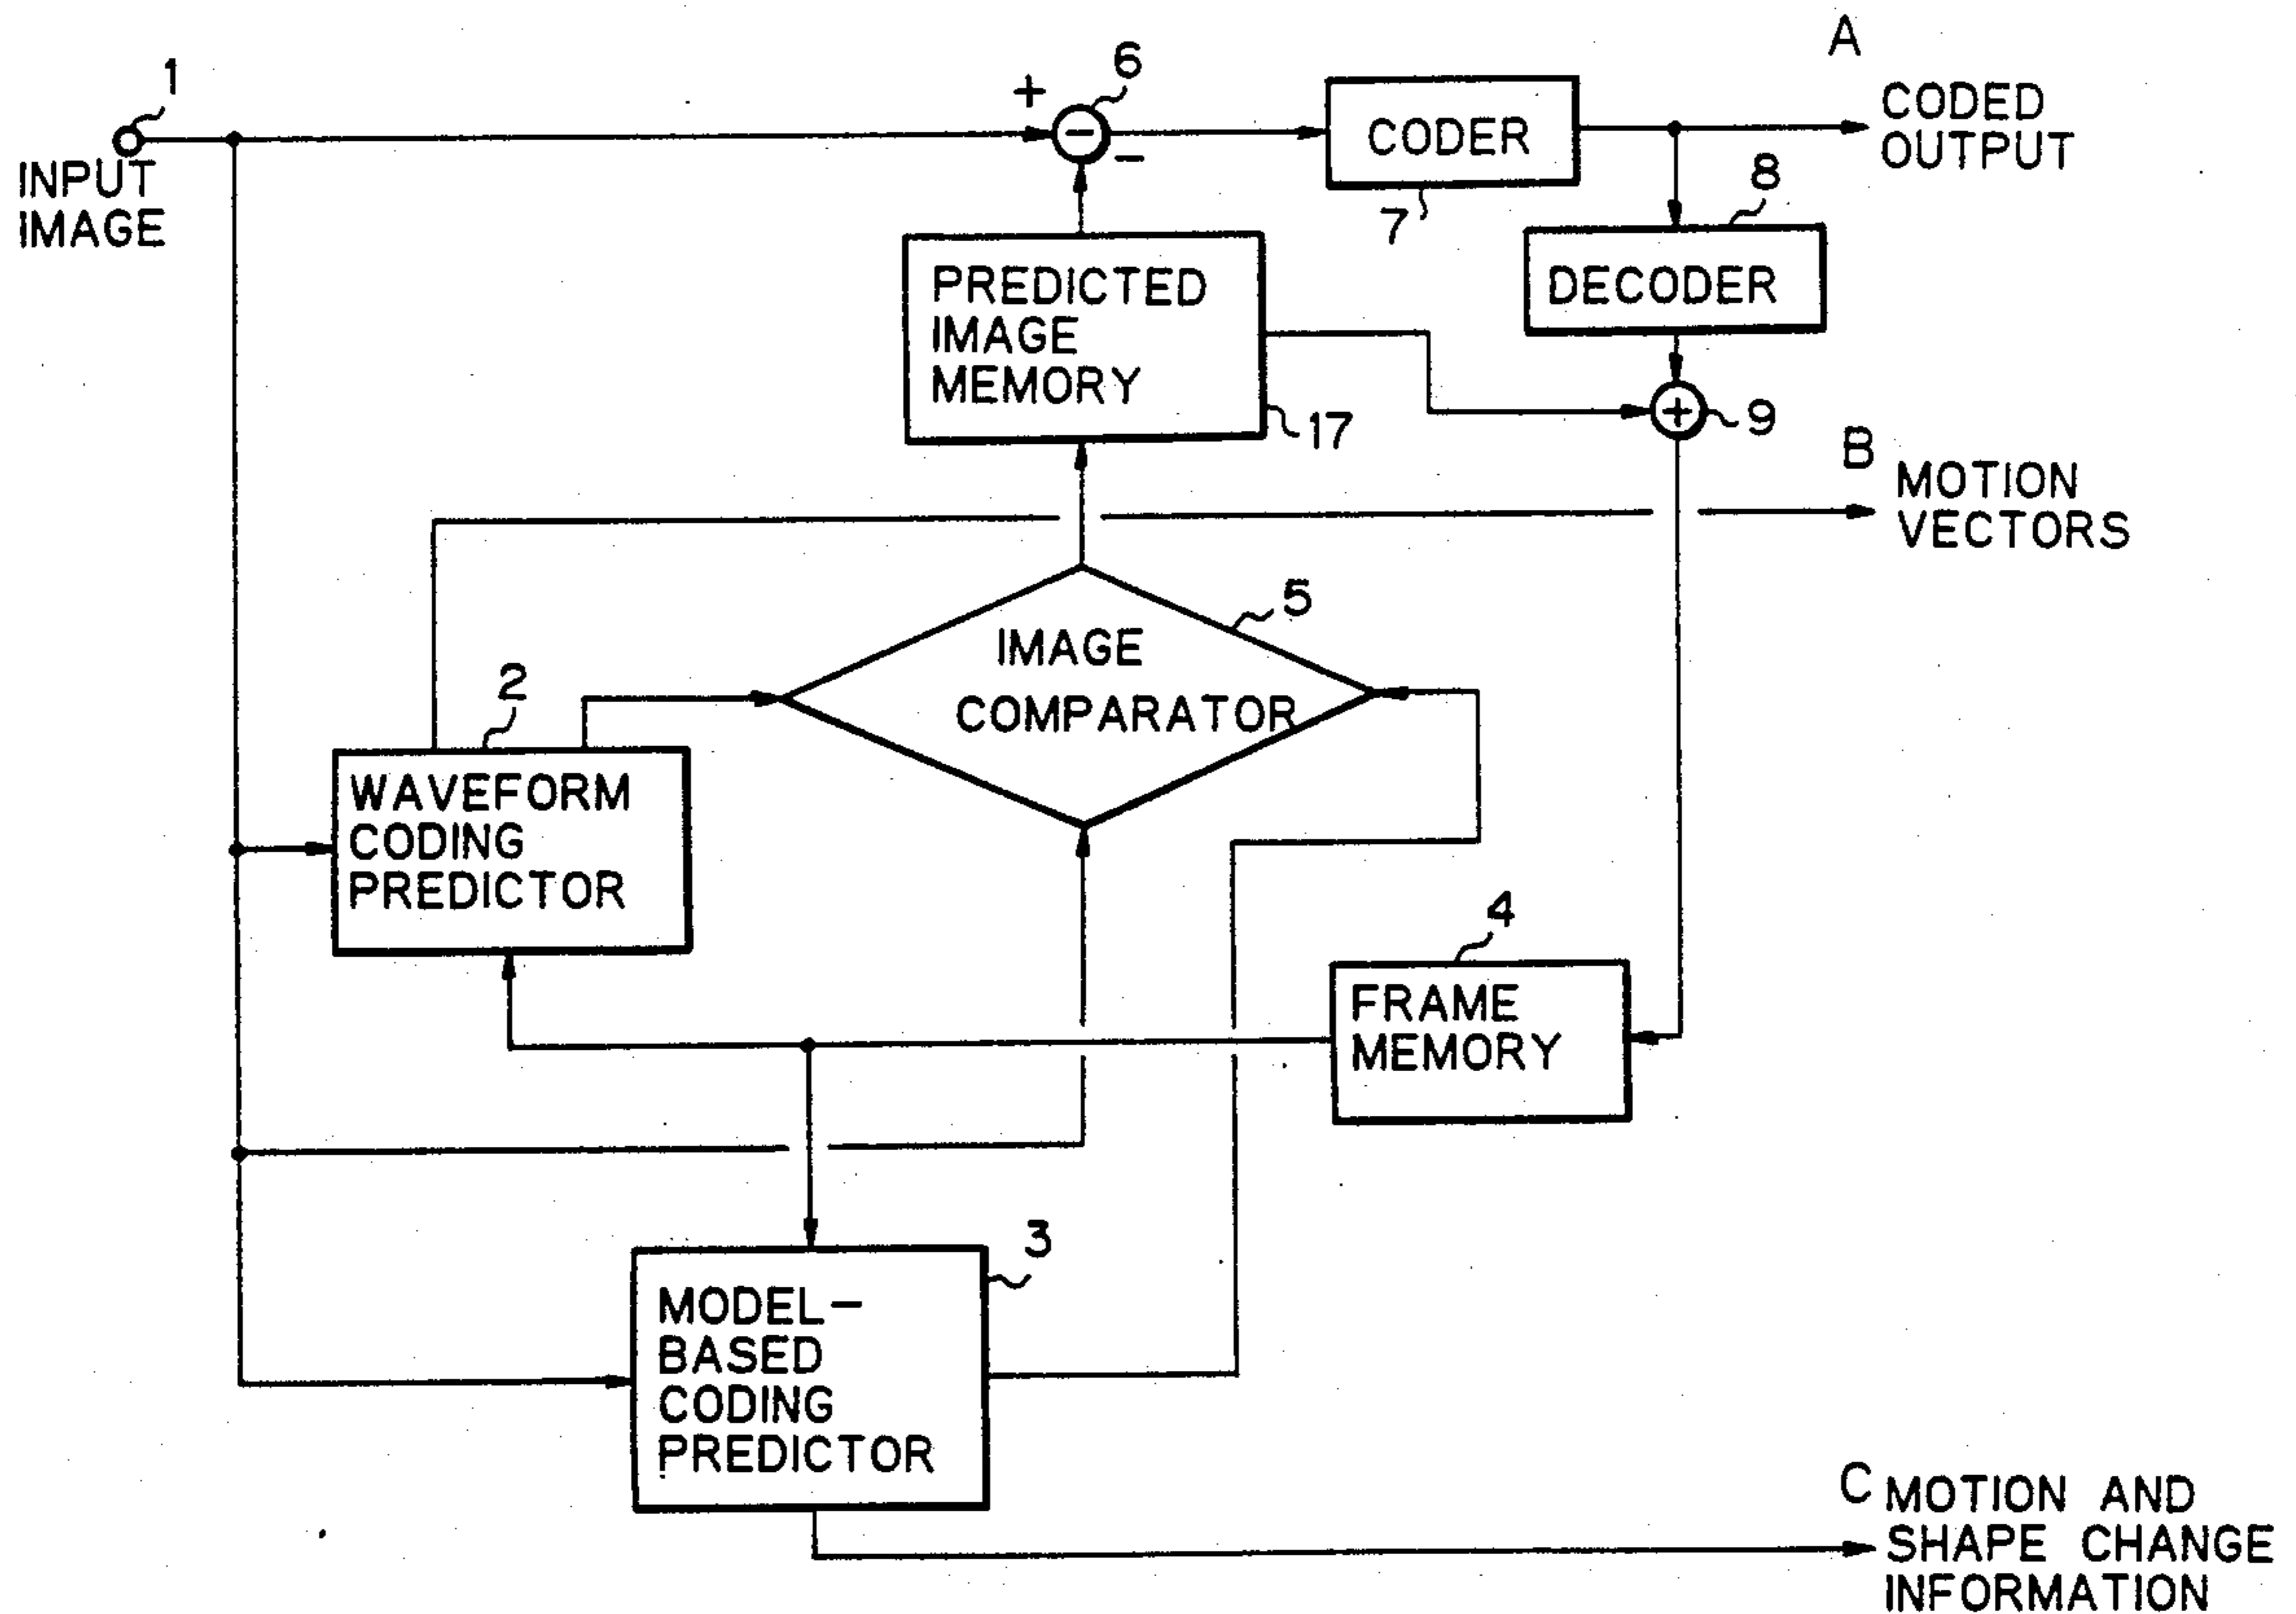 1
INPUT
IMAGE
+
6
−
−
CODER
7
A
CODED
OUTPUT
8
DECODER
PREDICTED
IMAGE
MEMORY
17
+
9
B
MOTION
VECTORS
5
IMAGE
COMPARATOR
2
WAVEFORM
CODING
PREDICTOR
4
FRAME
MEMORY
3
MODEL-
BASED
CODING
PREDICTOR
C
MOTION AND
SHAPE CHANGE
INFORMATION